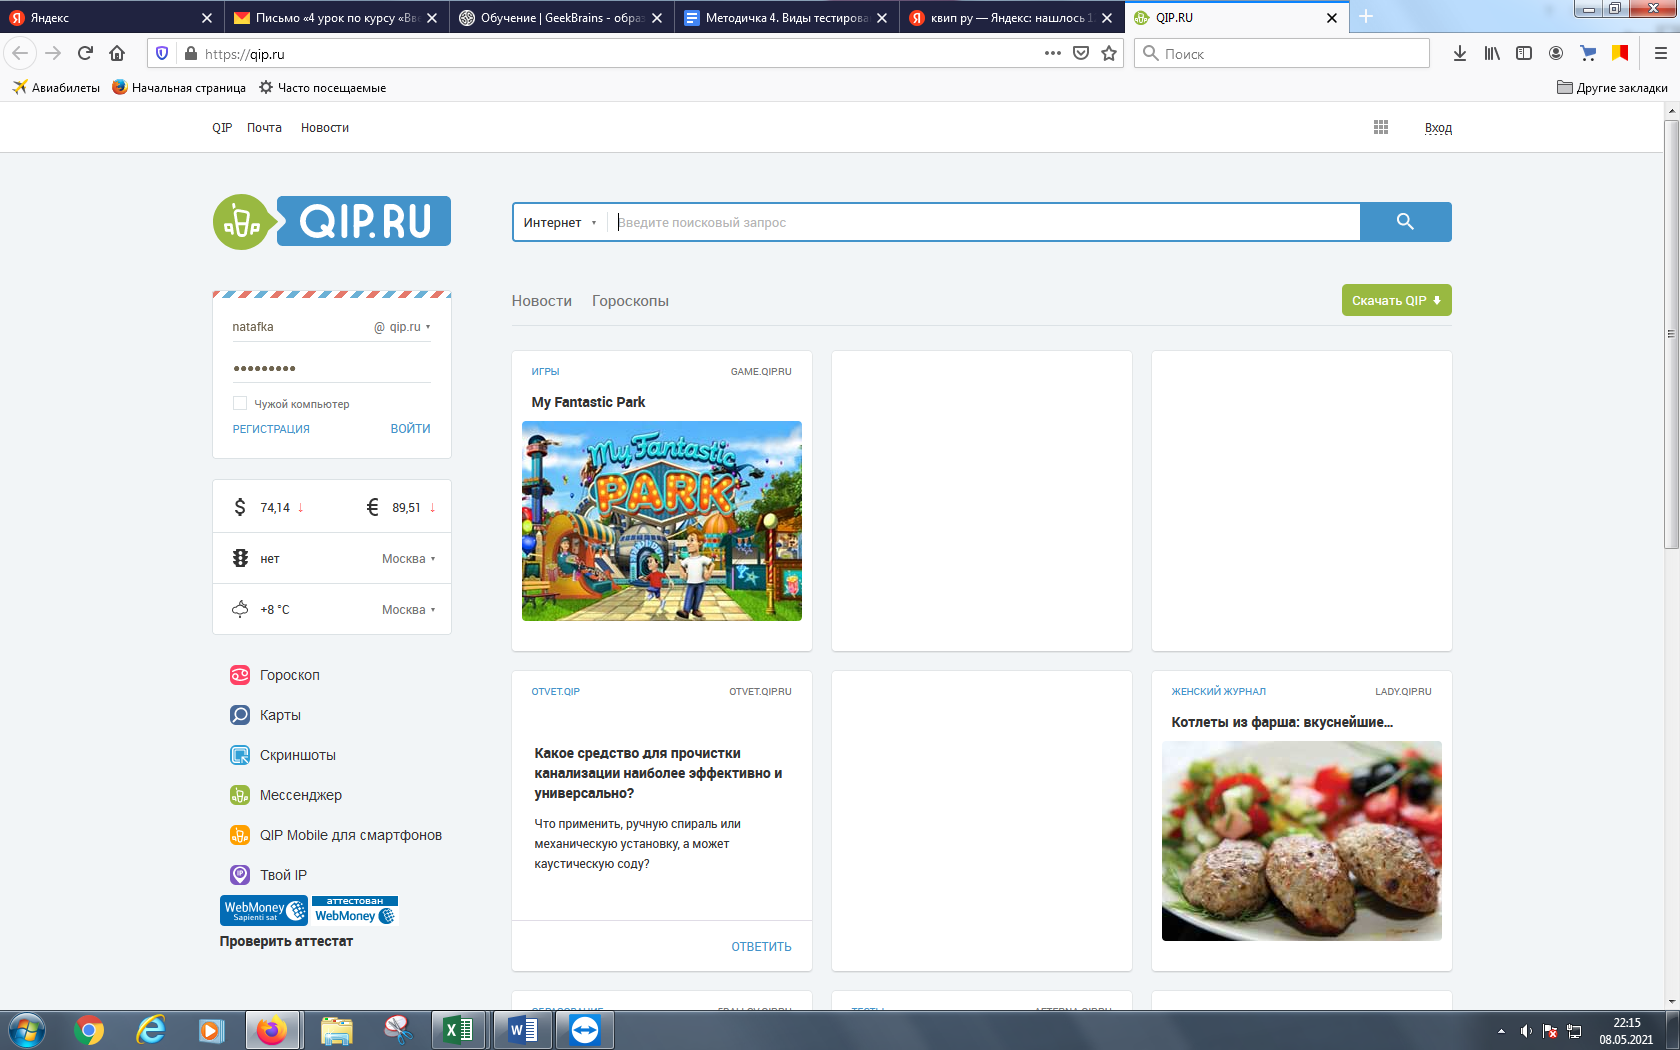 Яндекс
Письмо «4 урок по курсу «Вве
Обучение | GeekBrains - образ
Методичка 4. Виды тестирова
квип ру — Яндекс: нашлось 1
QIP.RU
https://qip.ru
Поиск
Авиабилеты
Начальная страница
Часто посещаемые
Другие закладки
QIP
Почта
Новости
Вход
QIP.RU
Интернет
Введите поисковый запрос
natafka
@ qip.ru
Чужой компьютер
РЕГИСТРАЦИЯ
ВОЙТИ
$ 74,14 ↓
€ 89,51 ↓
нет
Москва
+8 °C
Москва
Гороскоп
Карты
Скриншоты
Мессенджер
QIP Mobile для смартфонов
Твой IP
WebMoney
Sapienti sat
аттестован
WebMoney
Проверить аттестат
Новости
Гороскопы
Скачать QIP
ИГРЫ
GAME.QIP.RU
My Fantastic Park
My Fantastic
PARK
OTVET.QIP
OTVET.QIP.RU
Какое средство для прочистки
канализации наиболее эффективно и
универсально?
Что применить, ручную спираль или
механическую установку, а может
каустическую соду?
ОТВЕТИТЬ
ЖЕНСКИЙ ЖУРНАЛ
LADY.QIP.RU
Котлеты из фарша: вкуснейшие...
22:15
08.05.2021